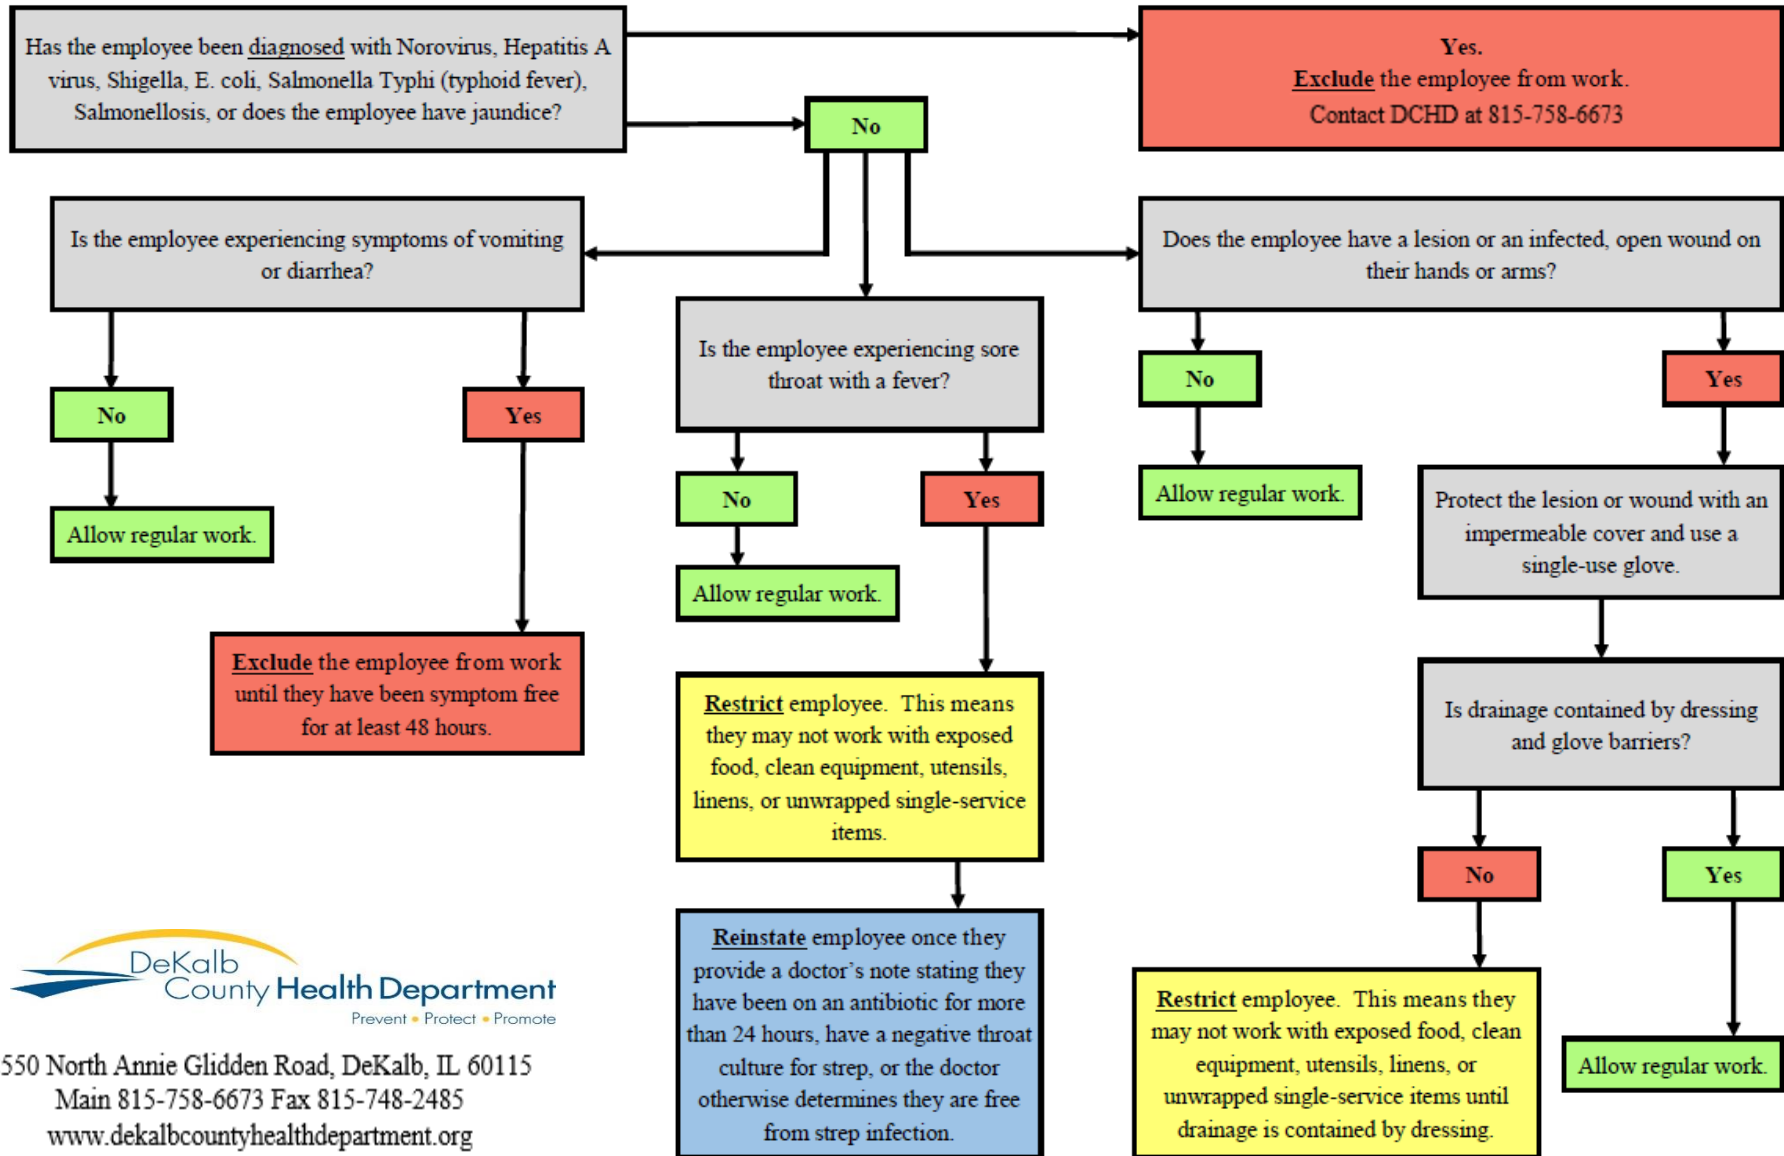 Has the employee been diagnosed with Norovirus, Hepatitis A
virus, Shigella, E. coli, Salmonella Typhi (typhoid fever),
Salmonellosis, or does the employee have jaundice?
Yes.
Exclude the employee from work.
Contact DCHD at 815-758-6673
No
Is the employee experiencing symptoms of vomiting
or diarrhea?
No
Allow regular work.
Yes
Exclude the employee from work
until they have been symptom free
for at least 48 hours.
Is the employee experiencing sore
throat with a fever?
No
Allow regular work.
Yes
Restrict employee. This means
they may not work with exposed
food, clean equipment, utensils,
linens, or unwrapped single-service
items.
Reinstate employee once they
provide a doctor’s note stating they
have been on an antibiotic for more
than 24 hours, have a negative throat
culture for strep, or the doctor
otherwise determines they are free
from strep infection.
Does the employee have a lesion or an infected, open wound on
their hands or arms?
No
Allow regular work.
Yes
Protect the lesion or wound with an
impermeable cover and use a
single-use glove.
Is drainage contained by dressing
and glove barriers?
No
Restrict employee. This means they
may not work with exposed food, clean
equipment, utensils, linens, or
unwrapped single-service items until
drainage is contained by dressing.
Yes
Allow regular work.
DeKalb
County Health Department
Prevent • Protect • Promote
550 North Annie Glidden Road, DeKalb, IL 60115
Main 815-758-6673 Fax 815-748-2485
www.dekalbcountyhealthdepartment.org